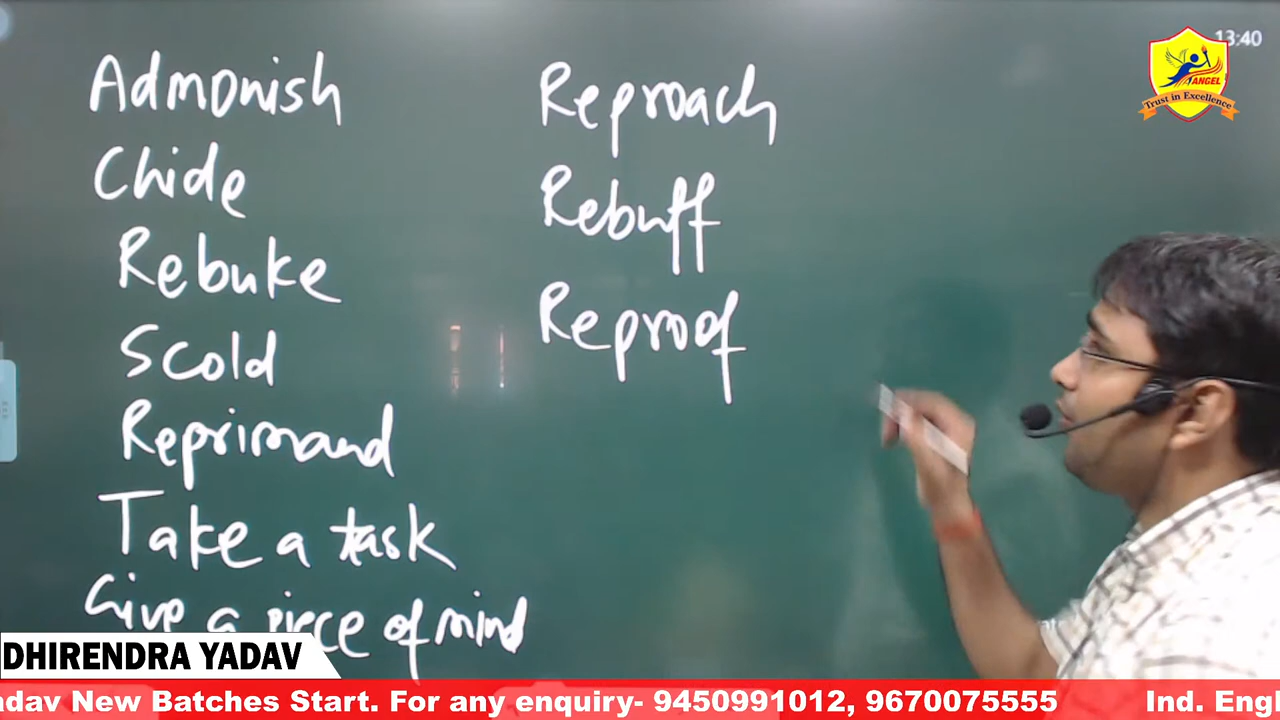 Admonish
Chide
Rebuke
Scold
Reprimand
Take a task
Give a piece of mind
Reproach
Rebuff
Reproof
13:40
ANGEL
Trust in Excellence
DHIRENDRA YADAV
adav New Batches Start. For any enquiry- 9450991012, 9670075555 Ind. Engl